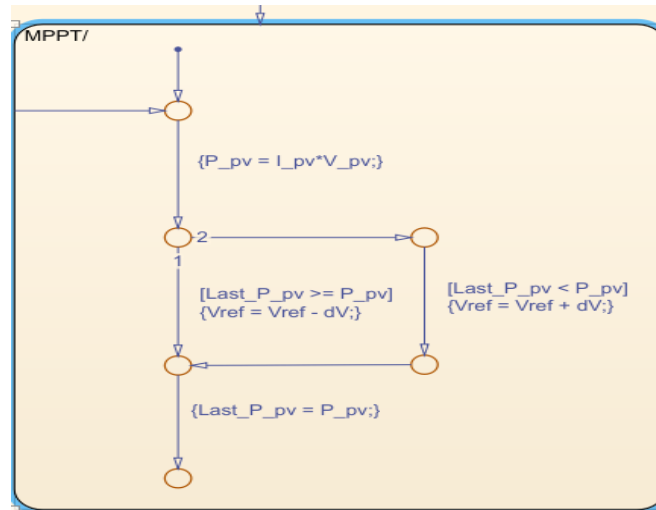 MPPT/
{P_pv = I_pv*V_pv;}
2
1
[Last_P_pv >= P_pv]
{Vref = Vref - dV;}
[Last_P_pv < P_pv]
{Vref = Vref + dV;}
{Last_P_pv = P_pv;}